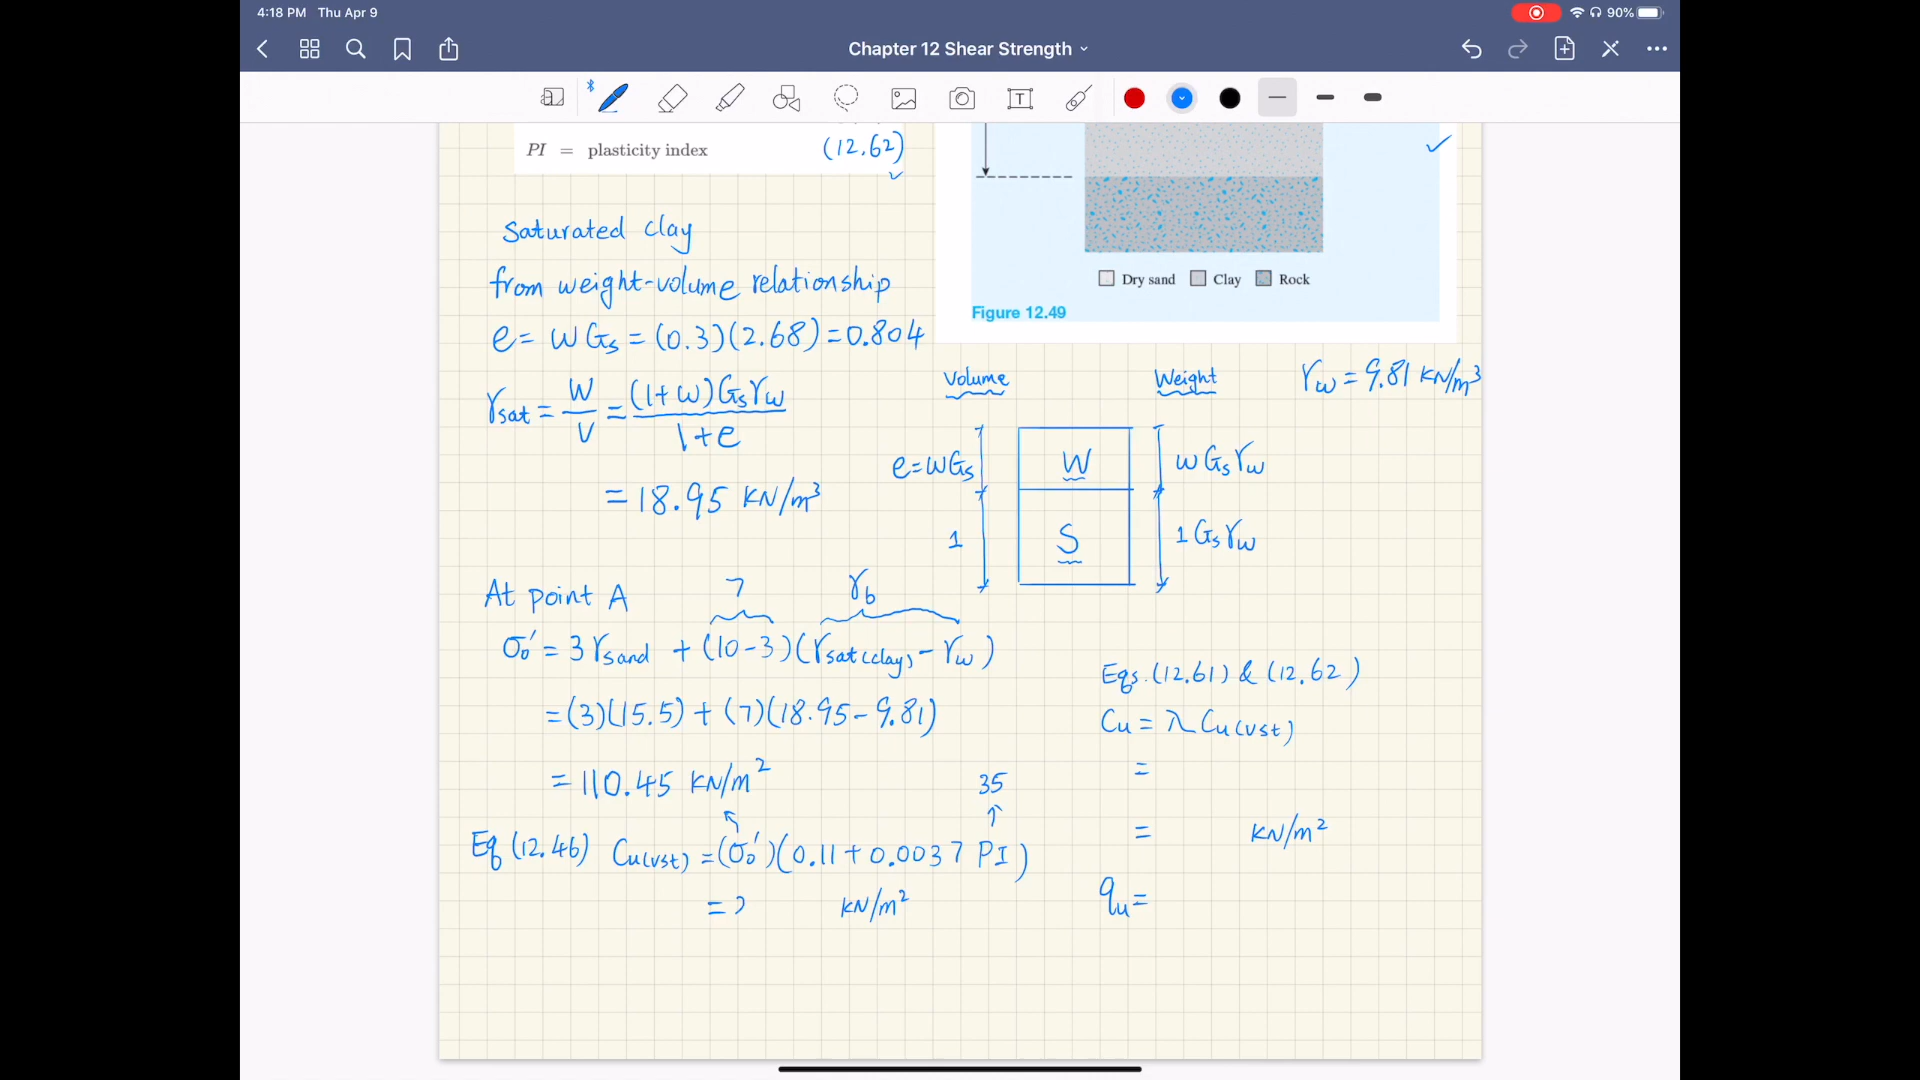 4:18 PM Thu Apr 9
90%
Chapter 12 Shear Strength
T
PI = plasticity index
(12.62)
Dry sand Clay Rock
Figure 12.49
Saturated clay
from weight-volume relationship
e = wGs = (0.3)(2.68) = 0.804
γsat = W/V = (1+w)Gsγw / 1+e
= 18.95 KN/m³
Volume Weight γw = 9.81 KN/m³
e=wGs W wGsγw
1 S 1Gsγw
At point A
7 γb
σo' = 3γsand + (10-3)(γsat(clay) - γw)
= (3)(15.5) + (7)(18.95 - 9.81)
= 110.45 KN/m²
35
Eq (12.46) Cu(vst) = (σo')(0.11 + 0.0037 PI)
= KN/m²
Eqs. (12.61) & (12.62)
Cu = λ Cu(vst)
=
= KN/m²
qu =